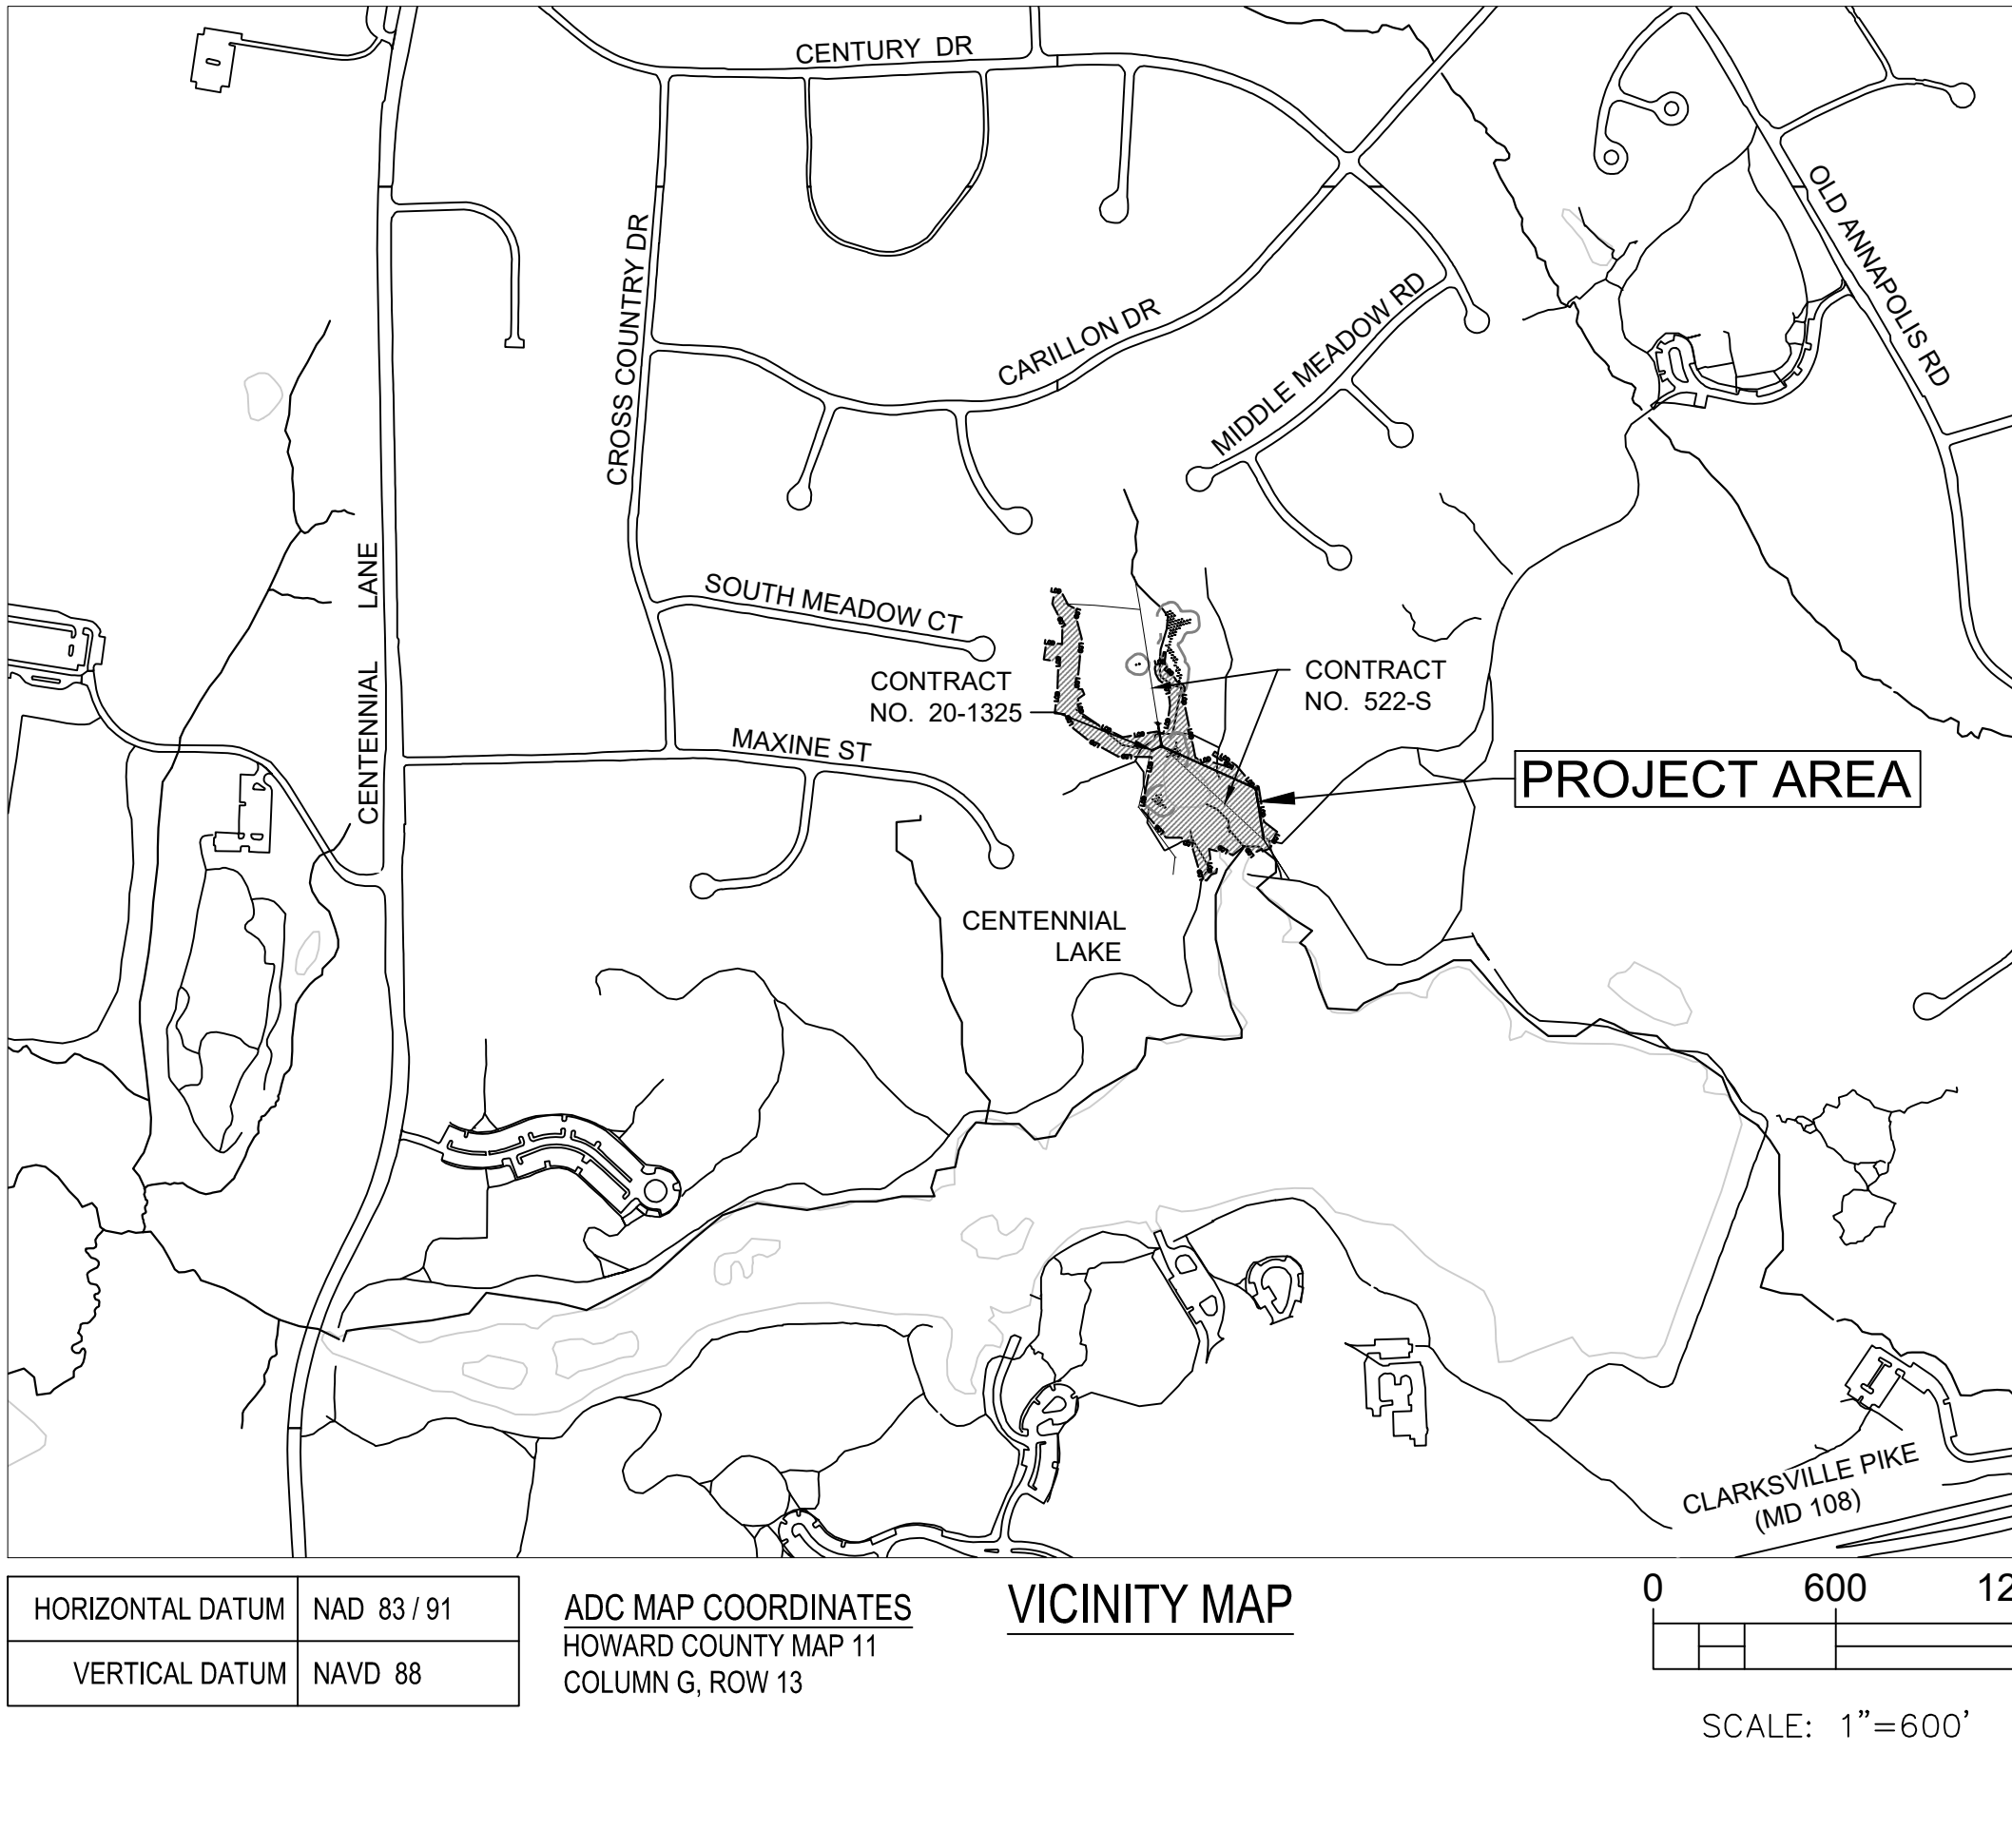 CENTURY DR
OLD ANNAPOLIS RD
CROSS COUNTRY DR
CARILLON DR
MIDDLE MEADOW RD
CENTENNIAL LANE
SOUTH MEADOW CT
CONTRACT
NO. 20-1325
CONTRACT
NO. 522-S
MAXINE ST
PROJECT AREA
CENTENNIAL
LAKE
CLARKSVILLE PIKE
(MD 108)
HORIZONTAL DATUM NAD 83 / 91
VERTICAL DATUM NAVD 88
ADC MAP COORDINATES
HOWARD COUNTY MAP 11
COLUMN G, ROW 13
VICINITY MAP
0 600 12
SCALE: 1"=600'